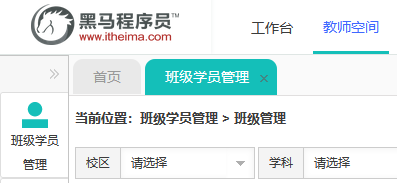 黑马程序员™
www.itheima.com
工作台
教师空间
首页
班级学员管理
班级学员
管理
当前位置：班级学员管理 > 班级管理
校区 请选择 学科 请选择